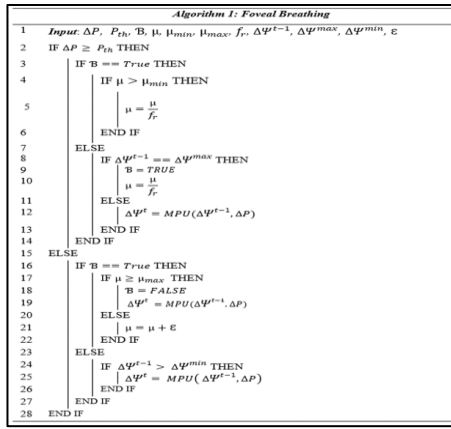 Algorithm 1: Foveal Breathing
1 Input: ΔP, P_th, Ɓ, μ, μ_min, μ_max, f_r, ΔΨ^{t-1}, ΔΨ^{max}, ΔΨ^{min}, ε
2 IF ΔP ≥ P_th THEN
3 IF Ɓ == True THEN
4 IF μ > μ_min THEN
5 μ = μ/f_r
6 END IF
7 ELSE
8 IF ΔΨ^{t-1} == ΔΨ^{max} THEN
9 Ɓ = TRUE
10 μ = μ/f_r
11 ELSE
12 ΔΨ^t = MPU(ΔΨ^{t-1}, ΔP)
13 END IF
14 END IF
15 ELSE
16 IF Ɓ == True THEN
17 IF μ ≥ μ_max THEN
18 Ɓ = FALSE
19 ΔΨ^t = MPU(ΔΨ^{t-1}, ΔP)
20 ELSE
21 μ = μ + ε
22 END IF
23 ELSE
24 IF ΔΨ^{t-1} > ΔΨ^{min} THEN
25 ΔΨ^t = MPU( ΔΨ^{t-1}, ΔP)
26 END IF
27 END IF
28 END IF